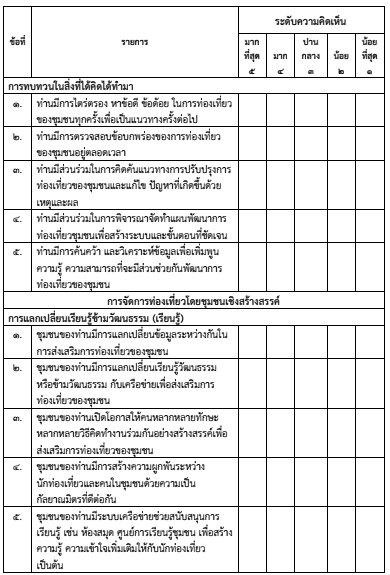 ข้อที่ รายการ ระดับความคิดเห็น
มากที่สุด มาก ปานกลาง น้อย น้อยที่สุด
๕ ๔ ๓ ๒ ๑
การทบทวนในสิ่งที่ได้คิดได้ทำมา
๑. ท่านมีการไตร่ตรอง หาข้อดี ข้อด้อย ในการท่องเที่ยว
ของชุมชนทุกครั้งเพื่อเป็นแนวทางครั้งต่อไป
๒. ท่านมีการตรวจสอบข้อบกพร่องของการท่องเที่ยว
ของชุมชนอยู่ตลอดเวลา
๓. ท่านมีส่วนร่วมในการคิดค้นแนวทางการปรับปรุงการ
ท่องเที่ยวของชุมชนและแก้ไข ปัญหาที่เกิดขึ้นด้วย
เหตุและผล
๔. ท่านมีส่วนร่วมในการพิจารณาจัดทำแผนพัฒนาการ
ท่องเที่ยวชุมชนเพื่อสร้างระบบและขั้นตอนที่ชัดเจน
๕. ท่านมีการค้นคว้า และวิเคราะห์ข้อมูลเพื่อเพิ่มพูน
ความรู้ ความสามารถที่จะมีส่วนช่วยกันพัฒนาการ
ท่องเที่ยวของชุมชน
การจัดการท่องเที่ยวโดยชุมชนเชิงสร้างสรรค์
การแลกเปลี่ยนเรียนรู้ข้ามวัฒนธรรม (เรียนรู้)
๑. ชุมชนของท่านมีการแลกเปลี่ยนข้อมูลระหว่างกันใน
การส่งเสริมการท่องเที่ยวของชุมชน
๒. ชุมชนของท่านมีการแลกเปลี่ยนเรียนรู้วัฒนธรรม
หรือข้ามวัฒนธรรม กับเครือข่ายเพื่อส่งเสริมการ
ท่องเที่ยวของชุมชน
๓. ชุมชนของท่านเปิดโอกาสให้คนหลากหลายทักษะ
หลากหลายวิธีคิดทำงานร่วมกันอย่างสร้างสรรค์เพื่อ
ส่งเสริมการท่องเที่ยวของชุมชน
๔. ชุมชนของท่านมีการสร้างความผูกพันระหว่าง
นักท่องเที่ยวและคนในชุมชนด้วยความเป็น
กัลยาณมิตรที่ดีต่อกัน
๕. ชุมชนของท่านมีระบบเครือข่ายช่วยสนับสนุนการ
เรียนรู้ เช่น ห้องสมุด ศูนย์การเรียนรู้ชุมชน เพื่อสร้าง
ความรู้ ความเข้าใจเพิ่มเติมให้กับนักท่องเที่ยว
เป็นต้น